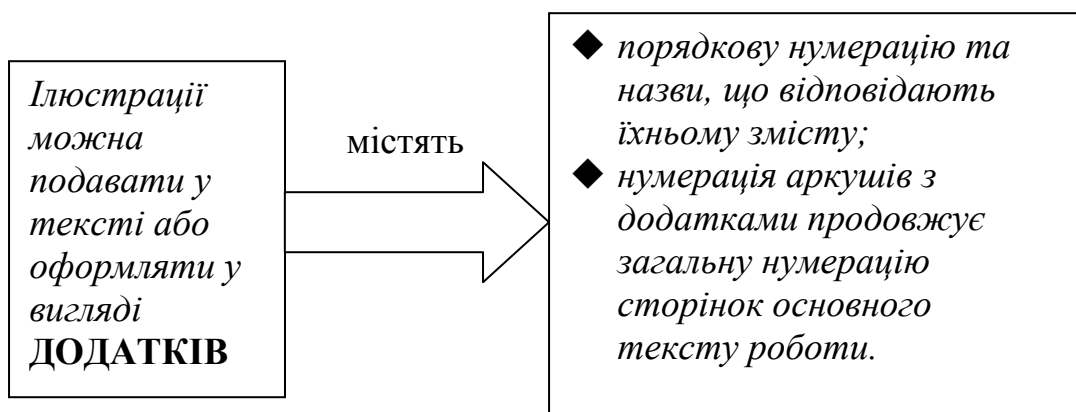 Ілюстрації
можна
подавати у
тексті або
оформляти у
вигляді
ДОДАТКІВ
містять
◆ порядкову нумерацію та
назви, що відповідають
їхньому змісту;
◆ нумерація аркушів з
додатками продовжує
загальну нумерацію
сторінок основного
тексту роботи.